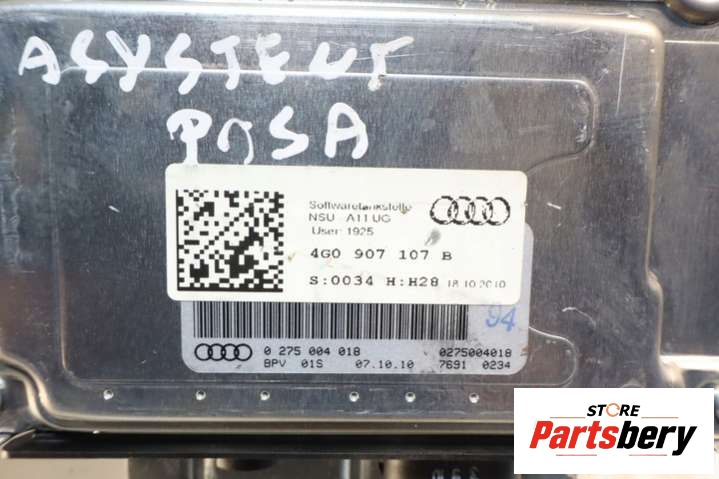 ASYSTENT
PASA
Softwaretankstelle
NSU - A11 UG
User: 1925
4G0 907 107 B
S:0034 H:H28 18.10.2010
94
0 275 004 018 0275004018
BPV 01S 07.10.10 7691 0234
STORE
Partsbery